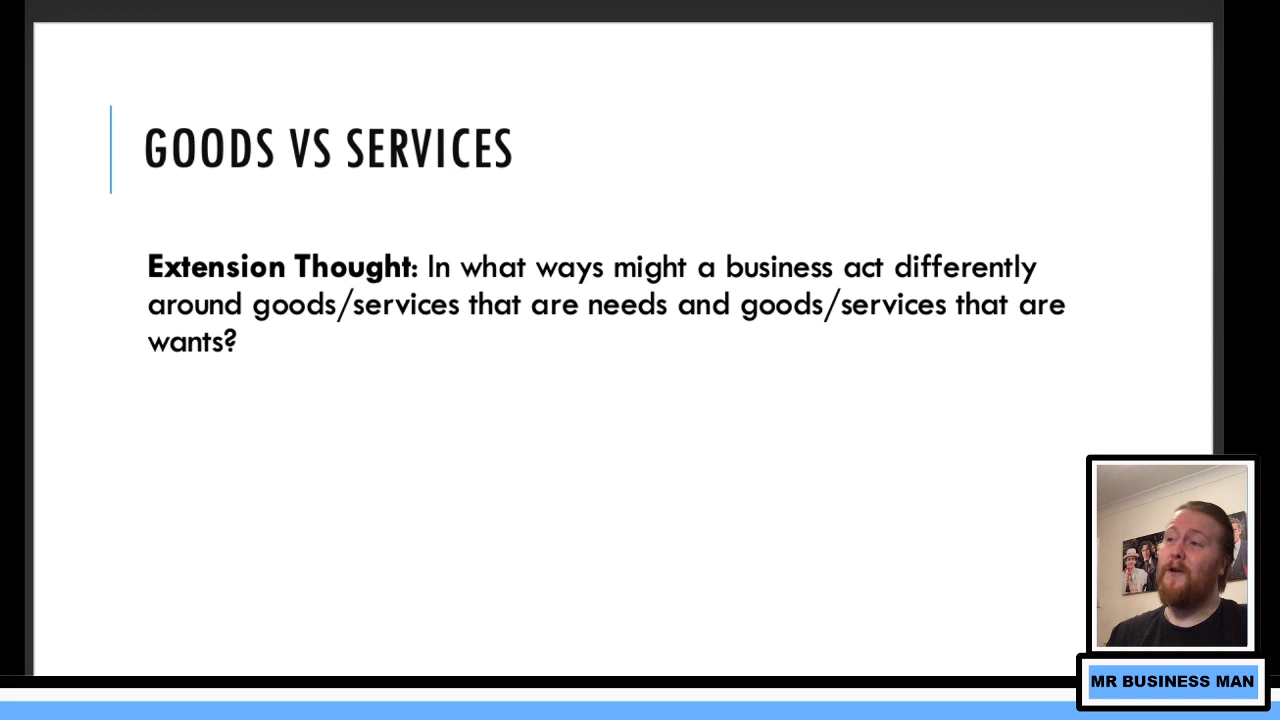 GOODS VS SERVICES
Extension Thought: In what ways might a business act differently
around goods/services that are needs and goods/services that are
wants?
MR BUSINESS MAN